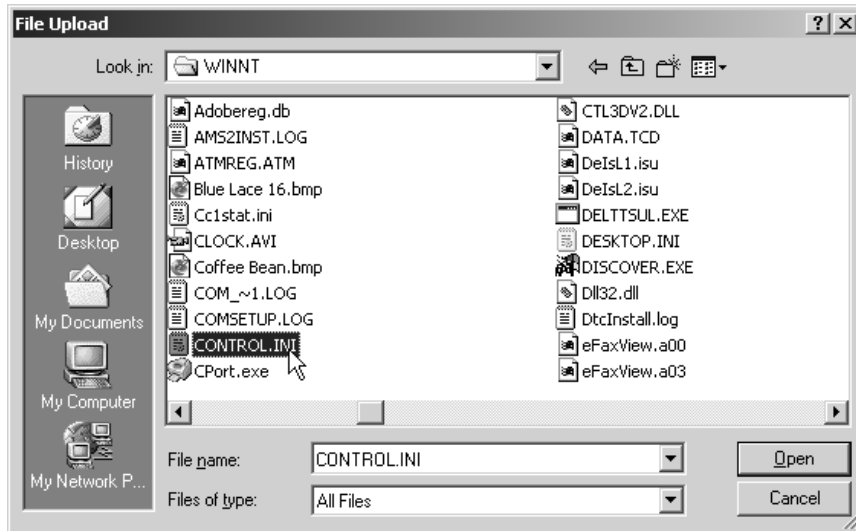 File Upload
Look in: WINNT
History
Desktop
My Documents
My Computer
My Network P...
Adobereg.db
AMS2INST.LOG
ATMREG.ATM
Blue Lace 16.bmp
Cc1stat.ini
CLOCK.AVI
Coffee Bean.bmp
COM_~1.LOG
COMSETUP.LOG
CONTROL.INI
CPort.exe
CTL3DV2.DLL
DATA.TCD
DeIsL1.isu
DeIsL2.isu
DELTTSUL.EXE
DESKTOP.INI
DISCOVER.EXE
Dll32.dll
DtcInstall.log
eFaxView.a00
eFaxView.a03
File name: CONTROL.INI
Open
Files of type: All Files
Cancel